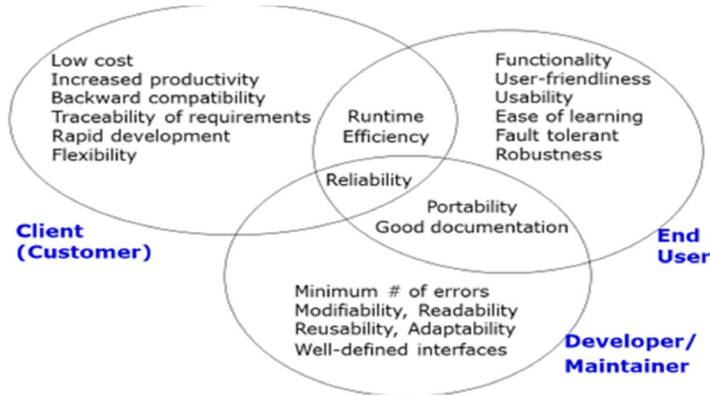 Low cost
Increased productivity
Backward compatibility
Traceability of requirements
Rapid development
Flexibility
Runtime
Efficiency
Functionality
User-friendliness
Usability
Ease of learning
Fault tolerant
Robustness
Reliability
Portability
Good documentation
Client
(Customer)
End
User
Minimum # of errors
Modifiability, Readability
Reusability, Adaptability
Well-defined interfaces
Developer/
Maintainer